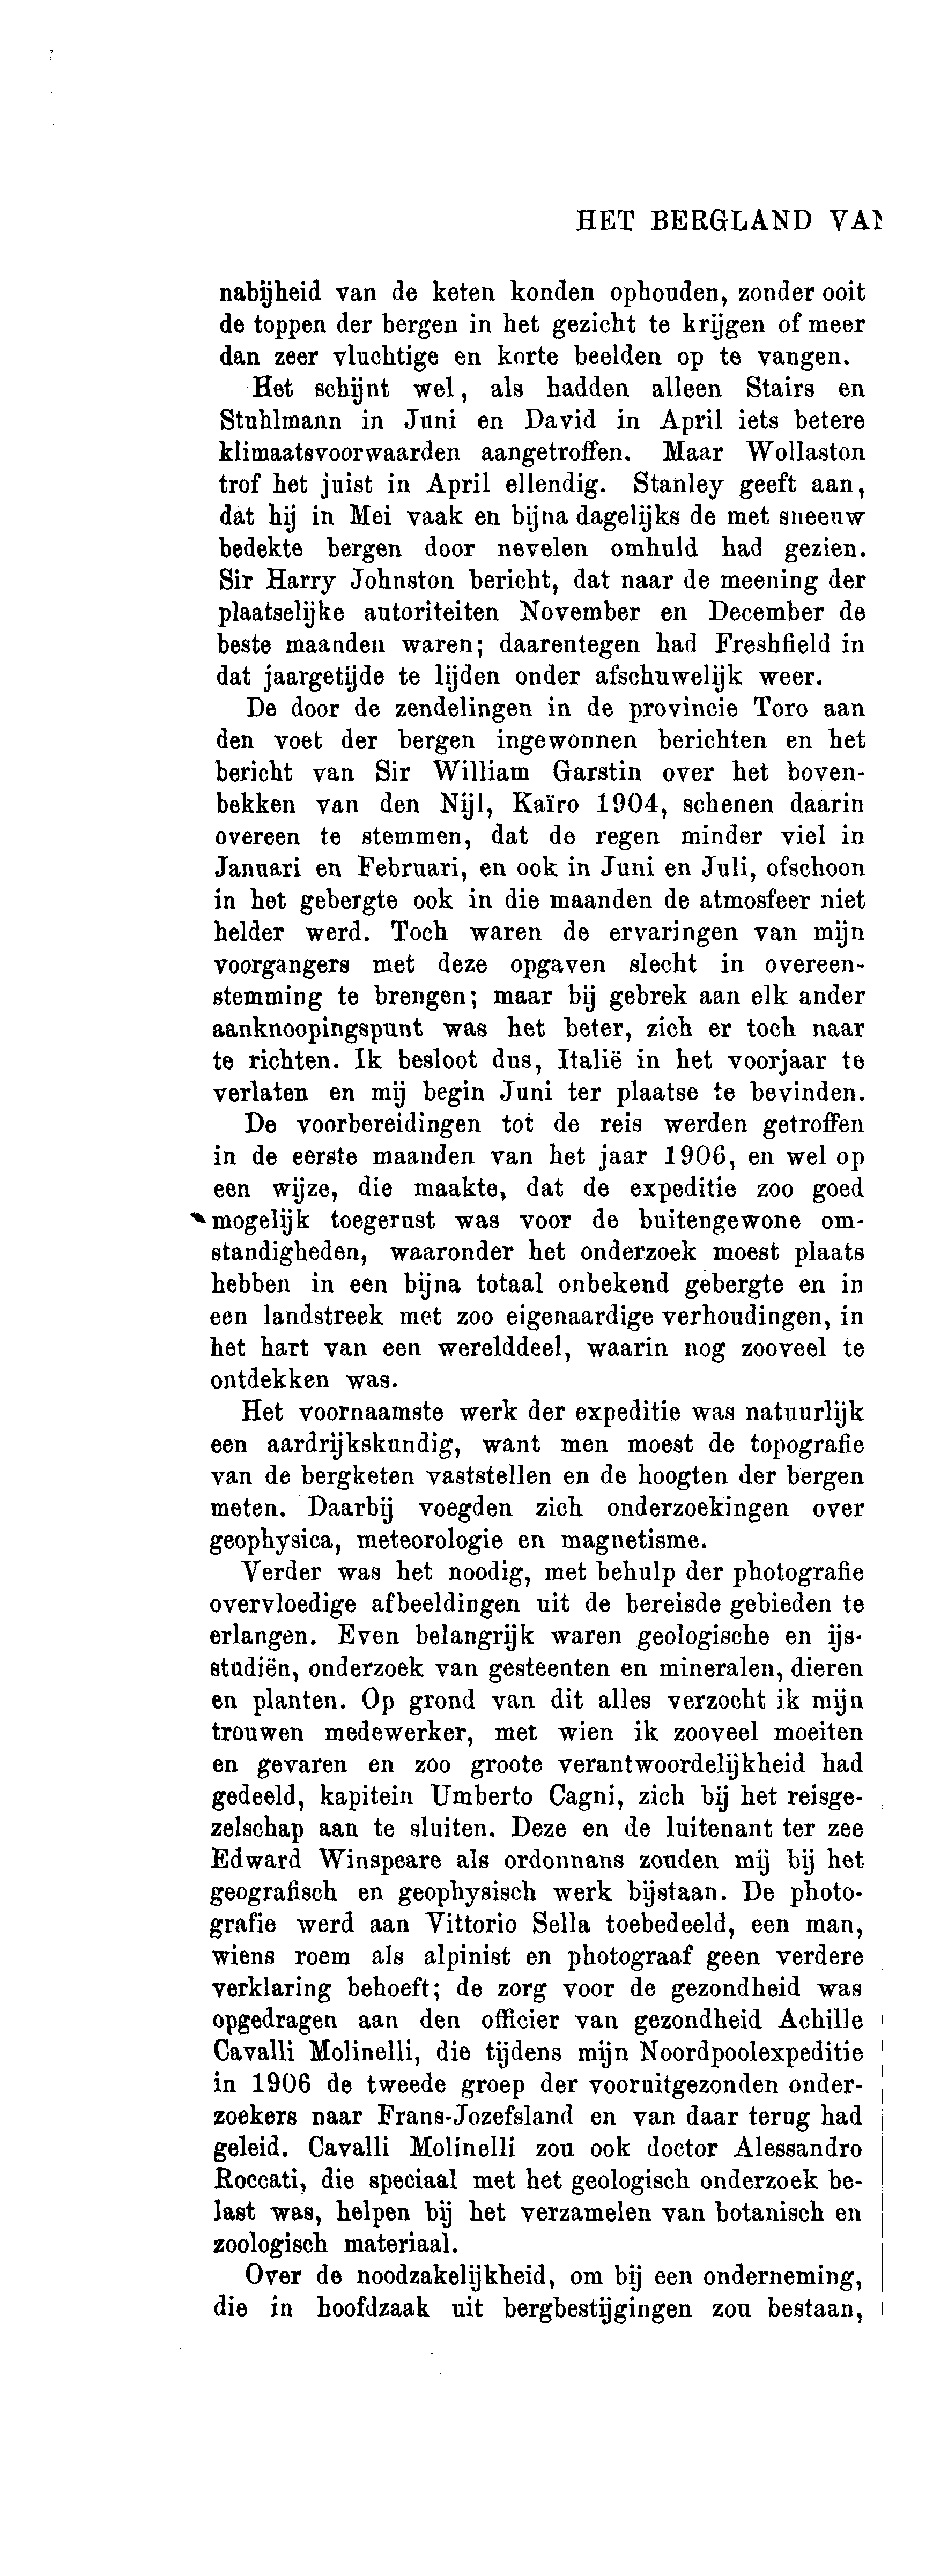 HET BERGLAND VAN
nabijheid van de keten konden ophouden, zonder ooit
de toppen der bergen in het gezicht te krijgen of meer
dan zeer vluchtige en korte beelden op te vangen.
Het schijnt wel, als hadden alleen Stairs en
Stuhlmann in Juni en David in April iets betere
klimaatsvoorwaarden aangetroffen. Maar Wollaston
trof het juist in April ellendig. Stanley geeft aan,
dat hij in Mei vaak en bijna dagelijks de met sneeuw
bedekte bergen door nevelen omhuld had gezien.
Sir Harry Johnston bericht, dat naar de meening der
plaatselijke autoriteiten November en December de
beste maanden waren; daarentegen had Freshfield in
dat jaargetijde te lijden onder afschuwelijk weer.
De door de zendelingen in de provincie Toro aan
den voet der bergen ingewonnen berichten en het
bericht van Sir William Garstin over het boven-
bekken van den Nijl, Kaïro 1904, schenen daarin
overeen te stemmen, dat de regen minder viel in
Januari en Februari, en ook in Juni en Juli, ofschoon
in het gebergte ook in die maanden de atmosfeer niet
helder werd. Toch waren de ervaringen van mijn
voorgangers met deze opgaven slecht in overeen-
stemming te brengen; maar bij gebrek aan elk ander
aanknoopingspunt was het beter, zich er toch naar
te richten. Ik besloot dus, Italië in het voorjaar te
verlaten en mij begin Juni ter plaatse te bevinden.
De voorbereidingen tot de reis werden getroffen
in de eerste maanden van het jaar 1906, en wel op
een wijze, die maakte, dat de expeditie zoo goed
mogelijk toegerust was voor de buitengewone om-
standigheden, waaronder het onderzoek moest plaats
hebben in een bijna totaal onbekend gebergte en in
een landstreek met zoo eigenaardige verhoudingen, in
het hart van een werelddeel, waarin nog zooveel te
ontdekken was.
Het voornaamste werk der expeditie was natuurlijk
een aardrijkskundig, want men moest de topografie
van de bergketen vaststellen en de hoogten der bergen
meten. Daarbij voegden zich onderzoekingen over
geophysica, meteorologie en magnetisme.
Verder was het noodig, met behulp der photografie
overvloedige afbeeldingen uit de bereisde gebieden te
erlangen. Even belangrijk waren geologische en ijs-
studiën, onderzoek van gesteenten en mineralen, dieren
en planten. Op grond van dit alles verzocht ik mijn
trouwen medewerker, met wien ik zooveel moeiten
en gevaren en zoo groote verantwoordelijkheid had
gedeeld, kapitein Umberto Cagni, zich bij het reisge-
zelschap aan te sluiten. Deze en de luitenant ter zee
Edward Winspeare als ordonnans zouden mij bij het
geografisch en geophysisch werk bijstaan. De photo-
grafie werd aan Vittorio Sella toebedeeld, een man,
wiens roem als alpinist en photograaf geen verdere
verklaring behoeft; de zorg voor de gezondheid was
opgedragen aan den officier van gezondheid Achille
Cavalli Molinelli, die tijdens mijn Noordpoolexpeditie
in 1906 de tweede groep der vooruitgezonden onder-
zoekers naar Frans-Jozefsland en van daar terug had
geleid. Cavalli Molinelli zou ook doctor Alessandro
Roccati, die speciaal met het geologisch onderzoek be-
last was, helpen bij het verzamelen van botanisch en
zoologisch materiaal.
Over de noodzakelijkheid, om bij een onderneming,
die in hoofdzaak uit bergbestijgingen zou bestaan,